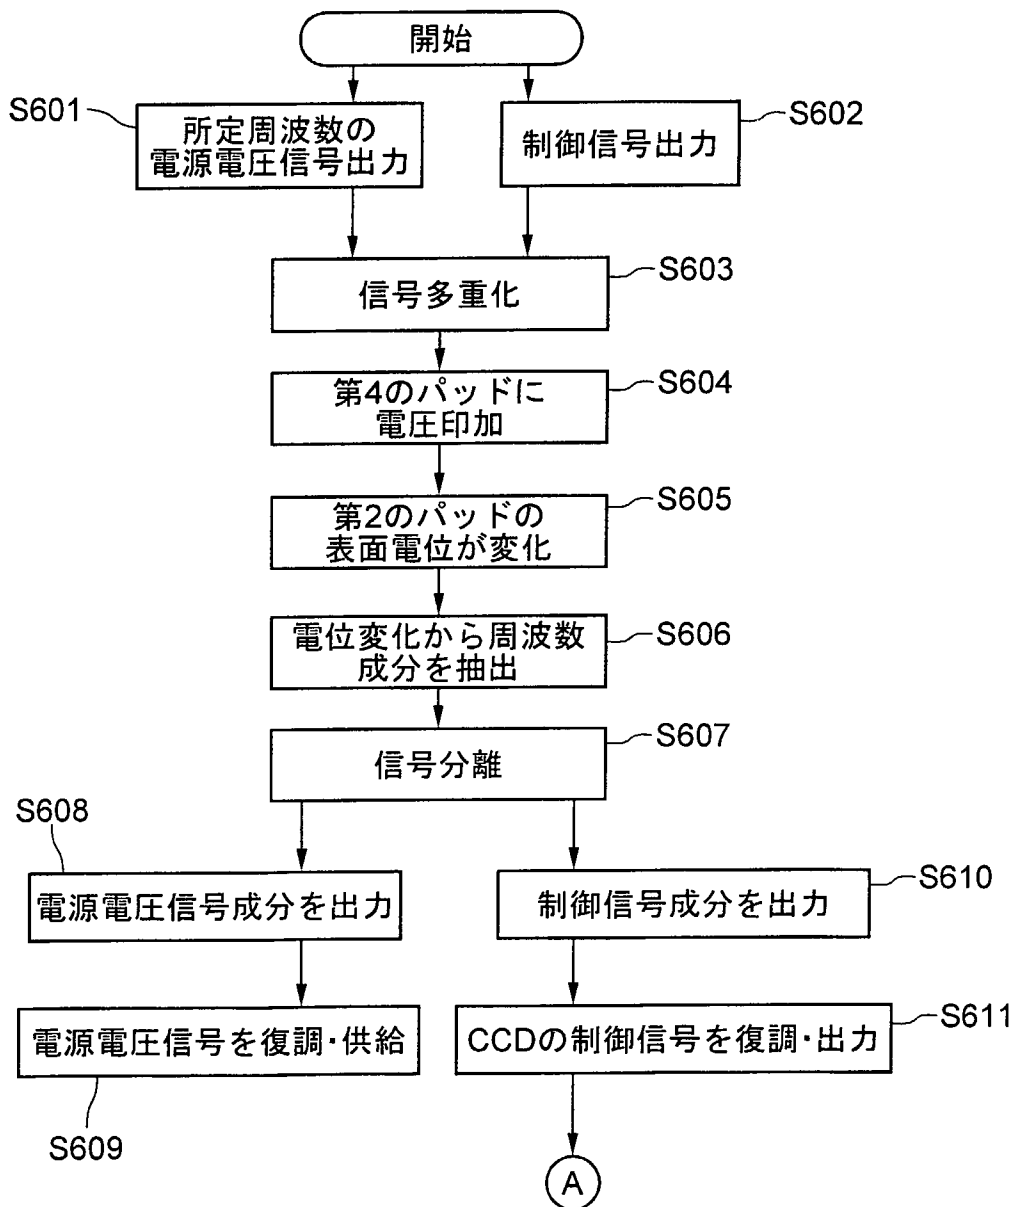 開始
S601
所定周波数の
電源電圧信号出力
制御信号出力
S602
信号多重化
S603
第4のパッドに
電圧印加
S604
第2のパッドの
表面電位が変化
S605
電位変化から周波数
成分を抽出
S606
信号分離
S607
S608
電源電圧信号成分を出力
制御信号成分を出力
S610
電源電圧信号を復調・供給
S609
CCDの制御信号を復調・出力
S611
A